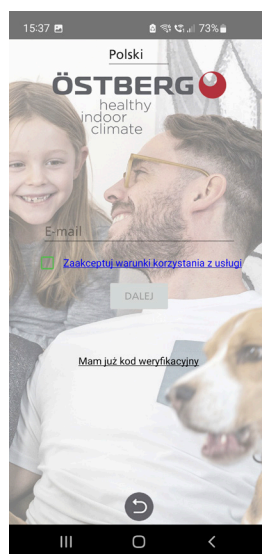 15:37
73%
Polski
ÖSTBERG
healthy
indoor
climate
E-mail
Zaakceptuj warunki korzystania z usługi
DALEJ
Mam już kod weryfikacyjny